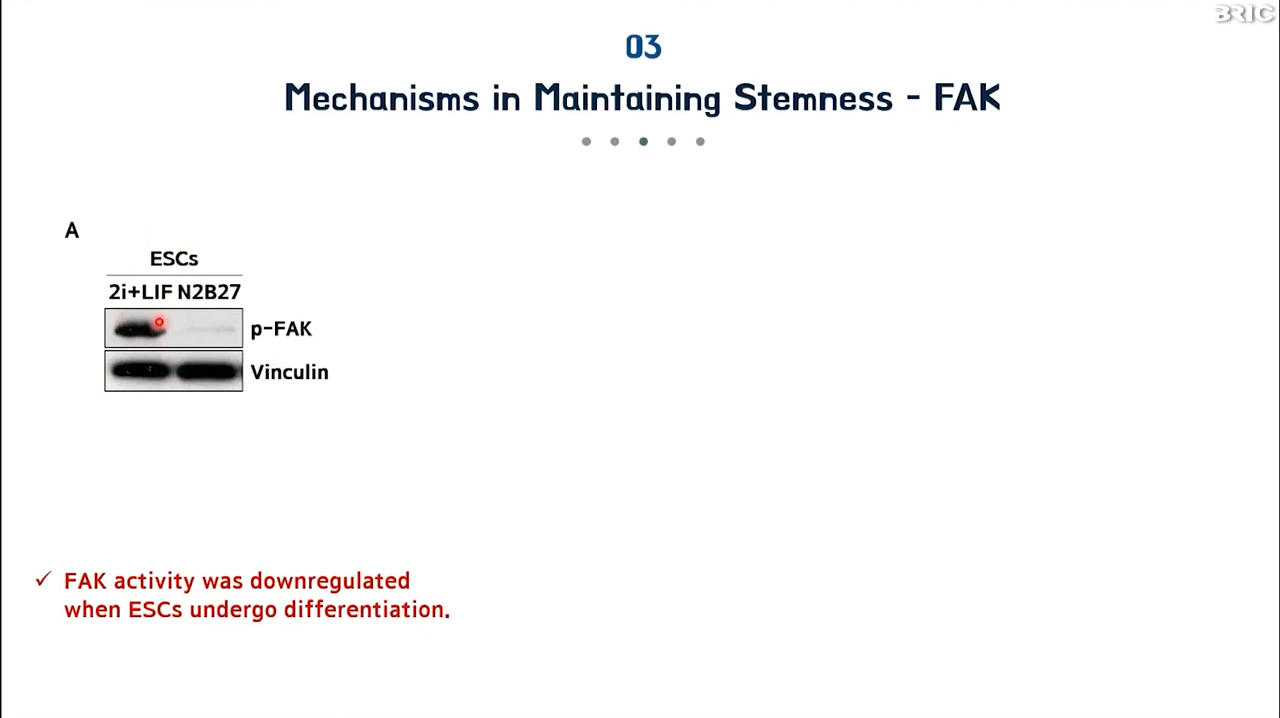 BRIC
03
Mechanisms in Maintaining Stemness - FAK
A
ESCs
2i+LIF N2B27
p-FAK
Vinculin
✓ FAK activity was downregulated
when ESCs undergo differentiation.